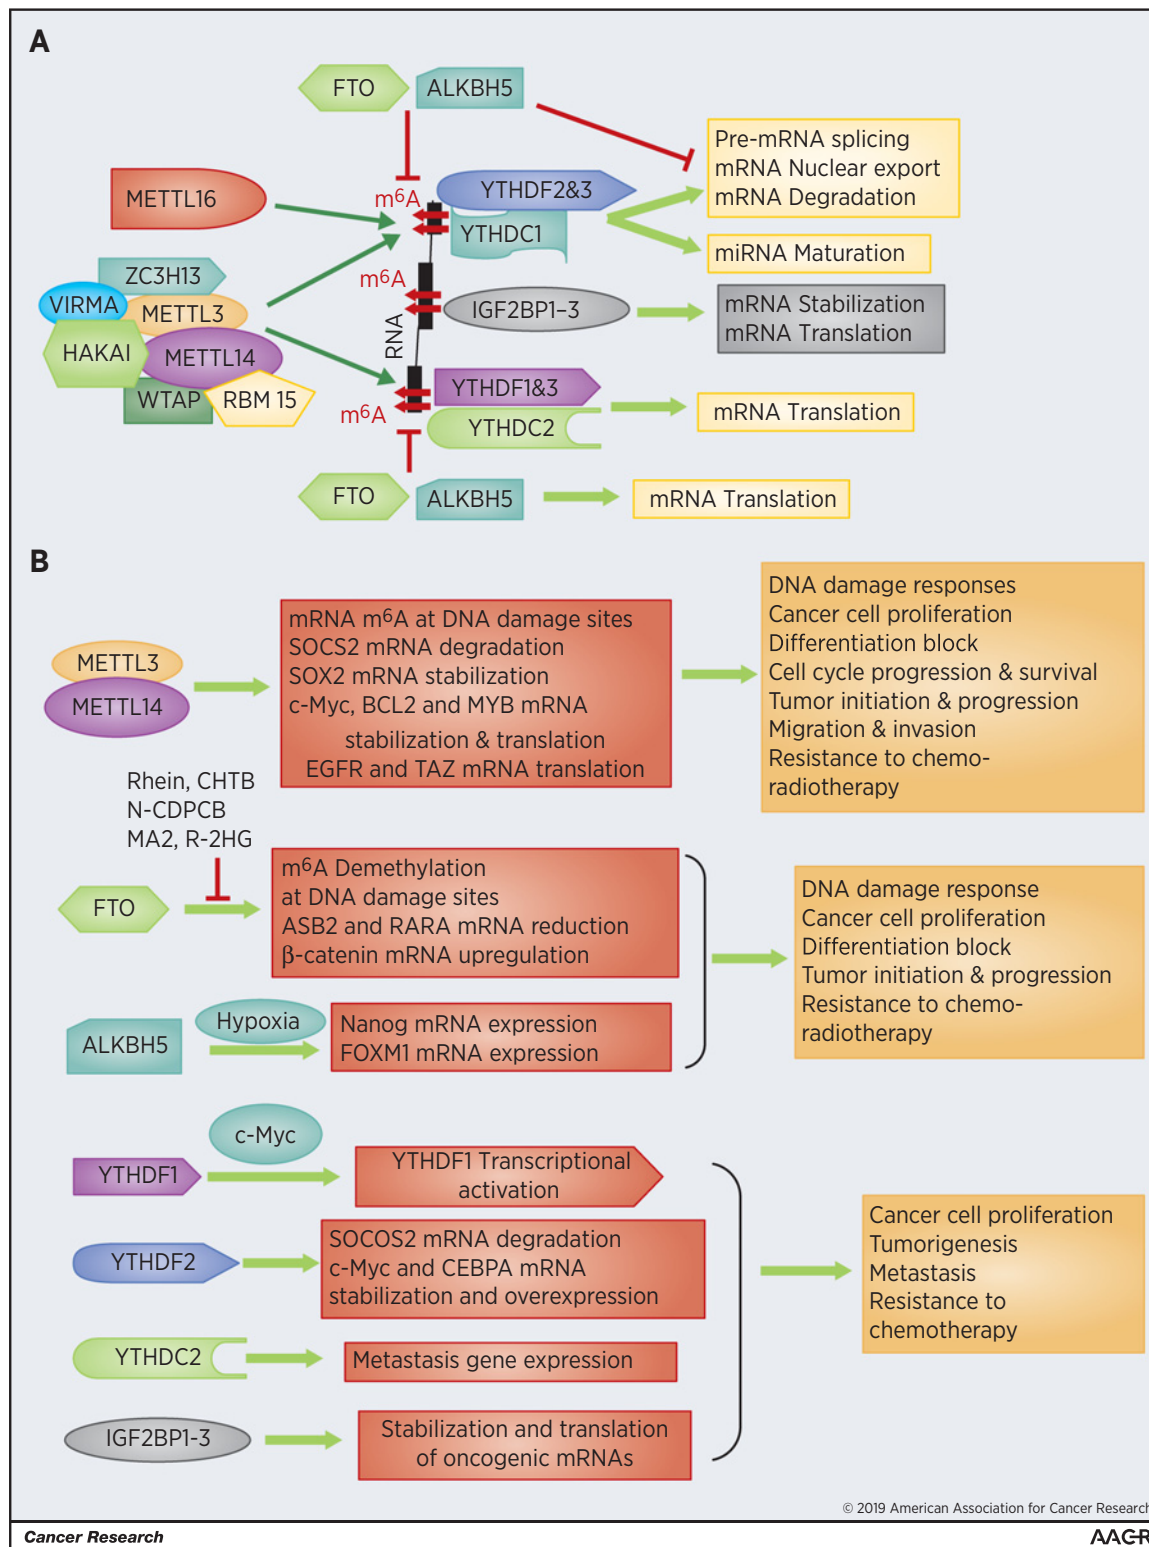 A
FTO
ALKBH5
Pre-mRNA splicing
mRNA Nuclear export
mRNA Degradation
METTL16
m⁶A
YTHDF2&3
YTHDC1
miRNA Maturation
ZC3H13
VIRMA
METTL3
HAKAI
METTL14
WTAP
RBM 15
m⁶A
RNA
IGF2BP1–3
mRNA Stabilization
mRNA Translation
YTHDF1&3
m⁶A
YTHDC2
mRNA Translation
FTO
ALKBH5
mRNA Translation
B
METTL3
METTL14
mRNA m⁶A at DNA damage sites
SOCS2 mRNA degradation
SOX2 mRNA stabilization
c-Myc, BCL2 and MYB mRNA
stabilization & translation
EGFR and TAZ mRNA translation
DNA damage responses
Cancer cell proliferation
Differentiation block
Cell cycle progression & survival
Tumor initiation & progression
Migration & invasion
Resistance to chemo-
radiotherapy
Rhein, CHTB
N-CDPCB
MA2, R-2HG
FTO
m⁶A Demethylation
at DNA damage sites
ASB2 and RARA mRNA reduction
β-catenin mRNA upregulation
ALKBH5
Hypoxia
Nanog mRNA expression
FOXM1 mRNA expression
DNA damage response
Cancer cell proliferation
Differentiation block
Tumor initiation & progression
Resistance to chemo-
radiotherapy
YTHDF1
c-Myc
YTHDF1 Transcriptional
activation
YTHDF2
SOCOS2 mRNA degradation
c-Myc and CEBPA mRNA
stabilization and overexpression
YTHDC2
Metastasis gene expression
IGF2BP1-3
Stabilization and translation
of oncogenic mRNAs
Cancer cell proliferation
Tumorigenesis
Metastasis
Resistance to
chemotherapy
© 2019 American Association for Cancer Research
Cancer Research
AACR